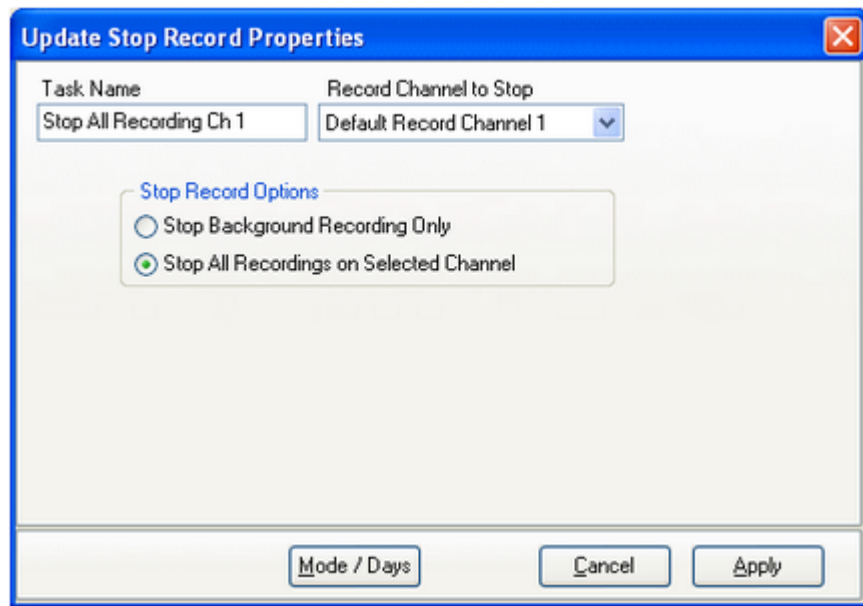 Update Stop Record Properties
Task Name
Record Channel to Stop
Stop All Recording Ch 1
Default Record Channel 1
Stop Record Options
Stop Background Recording Only
Stop All Recordings on Selected Channel
Mode / Days
Cancel
Apply